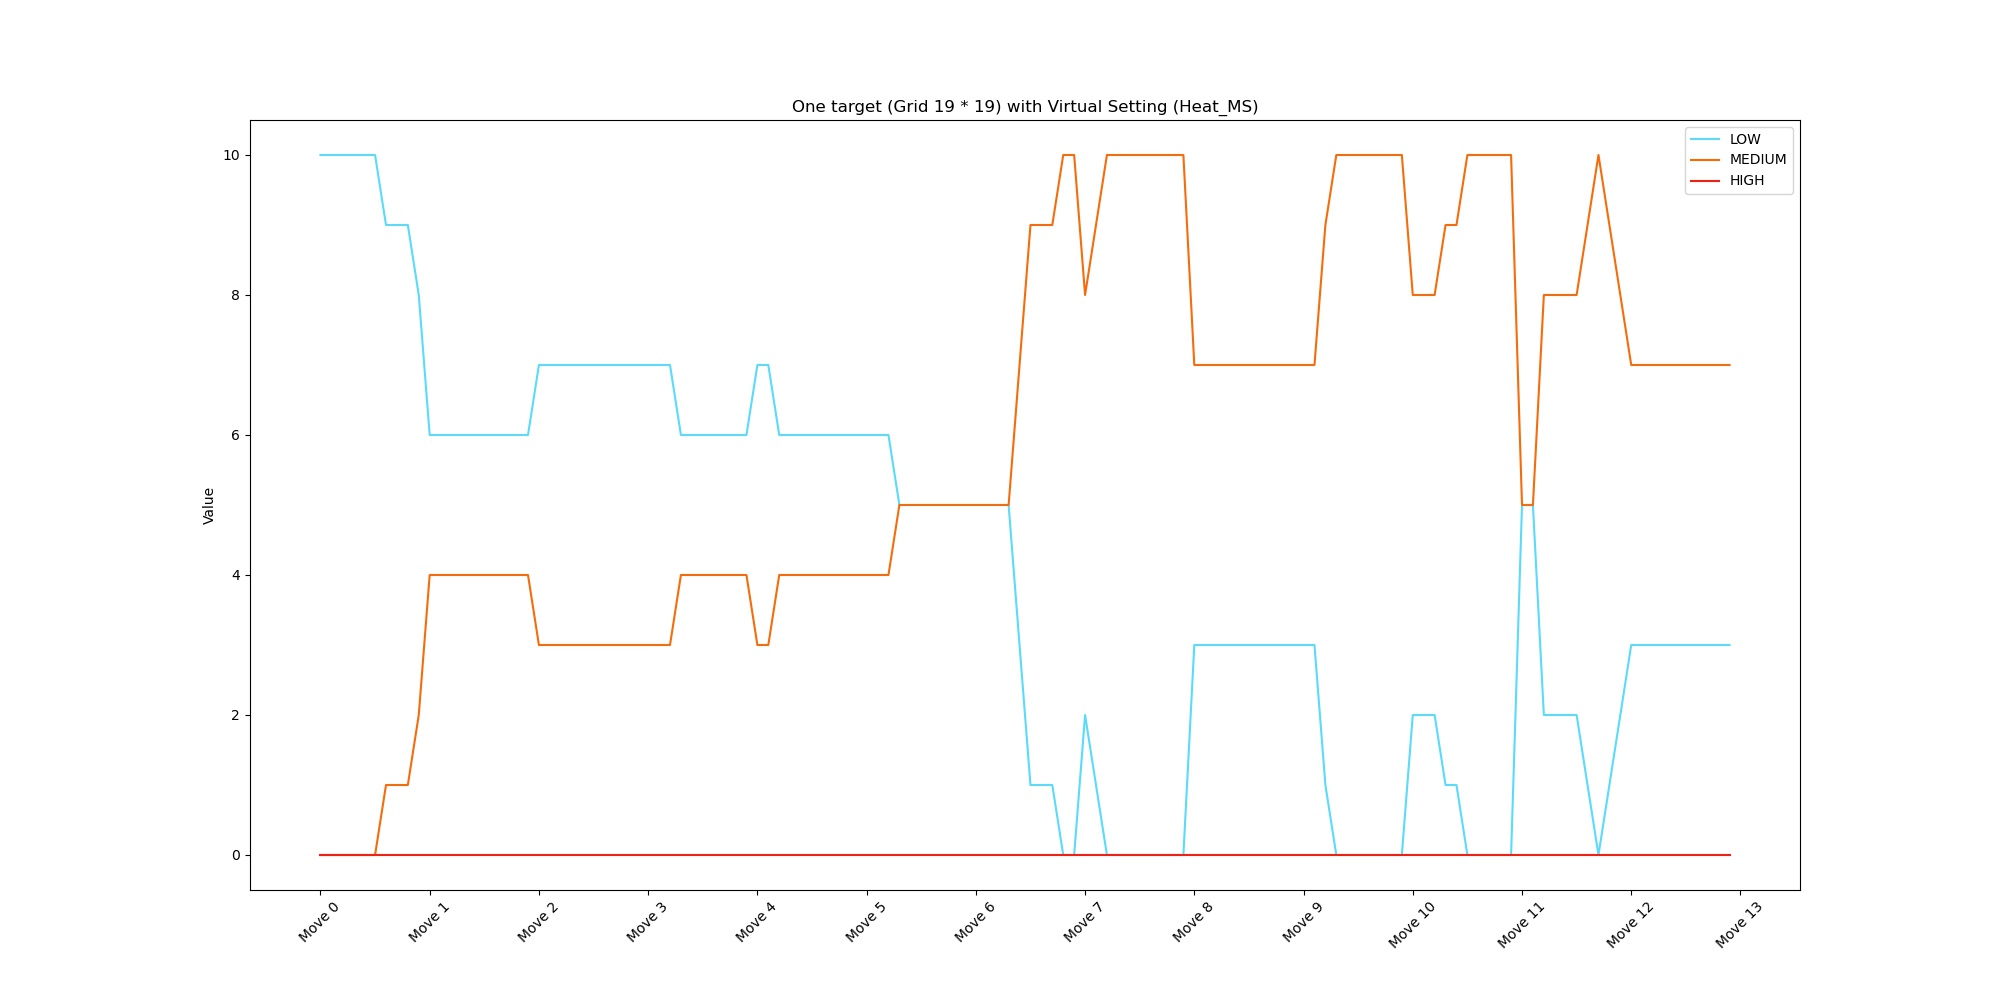 One target (Grid 19 * 19) with Virtual Setting (Heat_MS)
LOW
MEDIUM
HIGH
10
8
6
4
2
0
Value
Move 0
Move 1
Move 2
Move 3
Move 4
Move 5
Move 6
Move 7
Move 8
Move 9
Move 10
Move 11
Move 12
Move 13